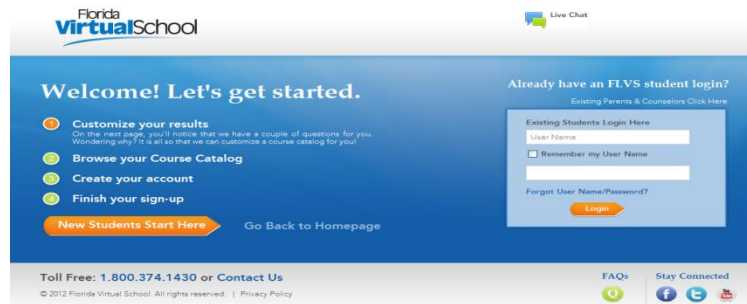 Florida
VirtualSchool
Live Chat
Welcome! Let's get started.
1 Customize your results
On the next page, you'll notice that we have a couple of questions for you.
Wondering why? It is all so that we can customize a course catalog for you!
2 Browse your Course Catalog
3 Create your account
4 Finish your sign-up
New Students Start Here
Go Back to Homepage
Already have an FLVS student login?
Existing Parents & Counselors Click Here
Existing Students Login Here
User Name
Remember my User Name
Forgot User Name/Password?
Login
Toll Free: 1.800.374.1430 or Contact Us
© 2012 Florida Virtual School. All rights reserved. | Privacy Policy
FAQs
Stay Connected